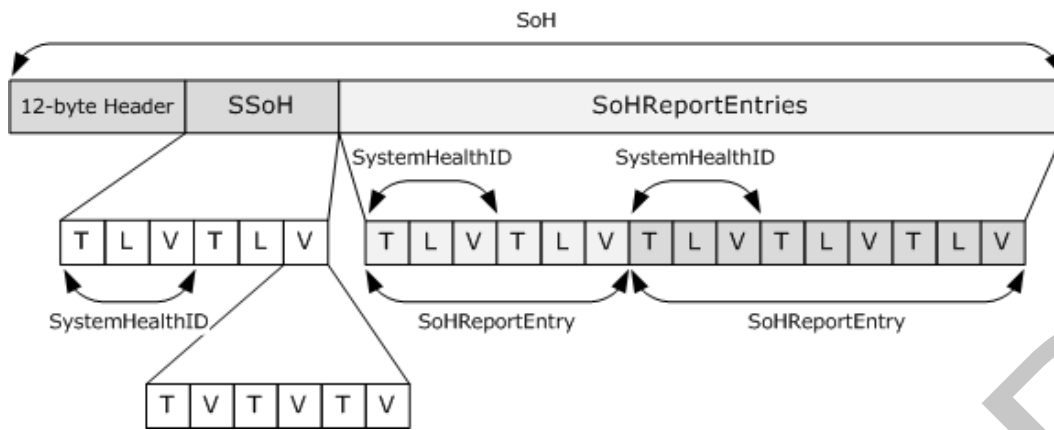 SoH
12-byte Header SSoH SoHReportEntries
SystemHealthID SystemHealthID
T L V T L V T L V T L V T L V T L V T L V
SystemHealthID SoHReportEntry SoHReportEntry
T V T V T V